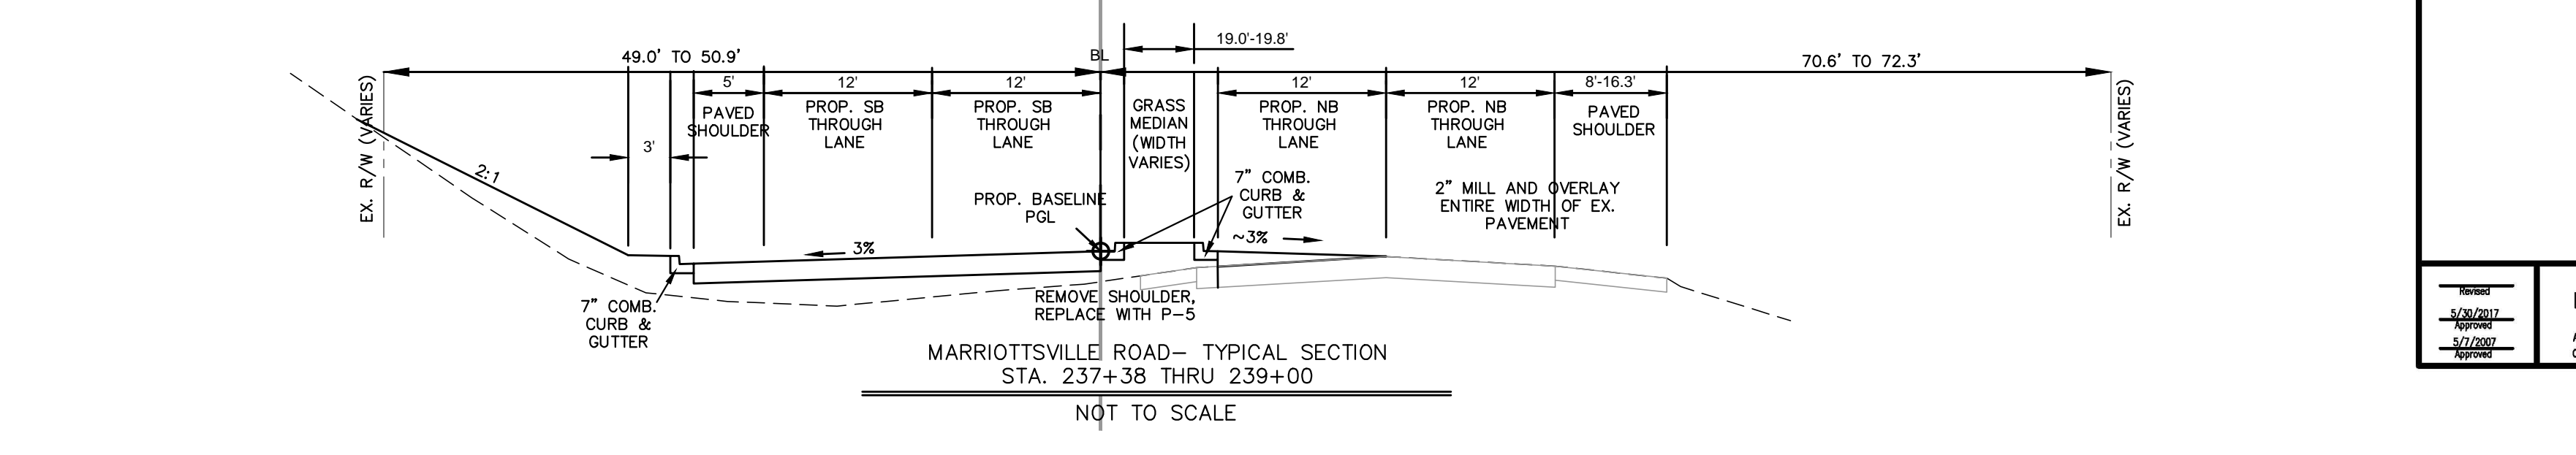 49.0' TO 50.9'
BL
19.0'-19.8'
70.6' TO 72.3'
EX. R/W (VARIES)
3'
5'
PAVED
SHOULDER
12'
PROP. SB
THROUGH
LANE
12'
PROP. SB
THROUGH
LANE
GRASS
MEDIAN
(WIDTH
VARIES)
12'
PROP. NB
THROUGH
LANE
12'
PROP. NB
THROUGH
LANE
8'-16.3'
PAVED
SHOULDER
EX. R/W (VARIES)
2:1
PROP. BASELINE
PGL
7" COMB.
CURB &
GUTTER
2" MILL AND OVERLAY
ENTIRE WIDTH OF EX.
PAVEMENT
3%
~3%
7" COMB.
CURB &
GUTTER
REMOVE SHOULDER,
REPLACE WITH P-5
MARRIOTTSVILLE ROAD- TYPICAL SECTION
STA. 237+38 THRU 239+00
NOT TO SCALE
Revised
5/30/2017
Approved
5/7/2007
Approved